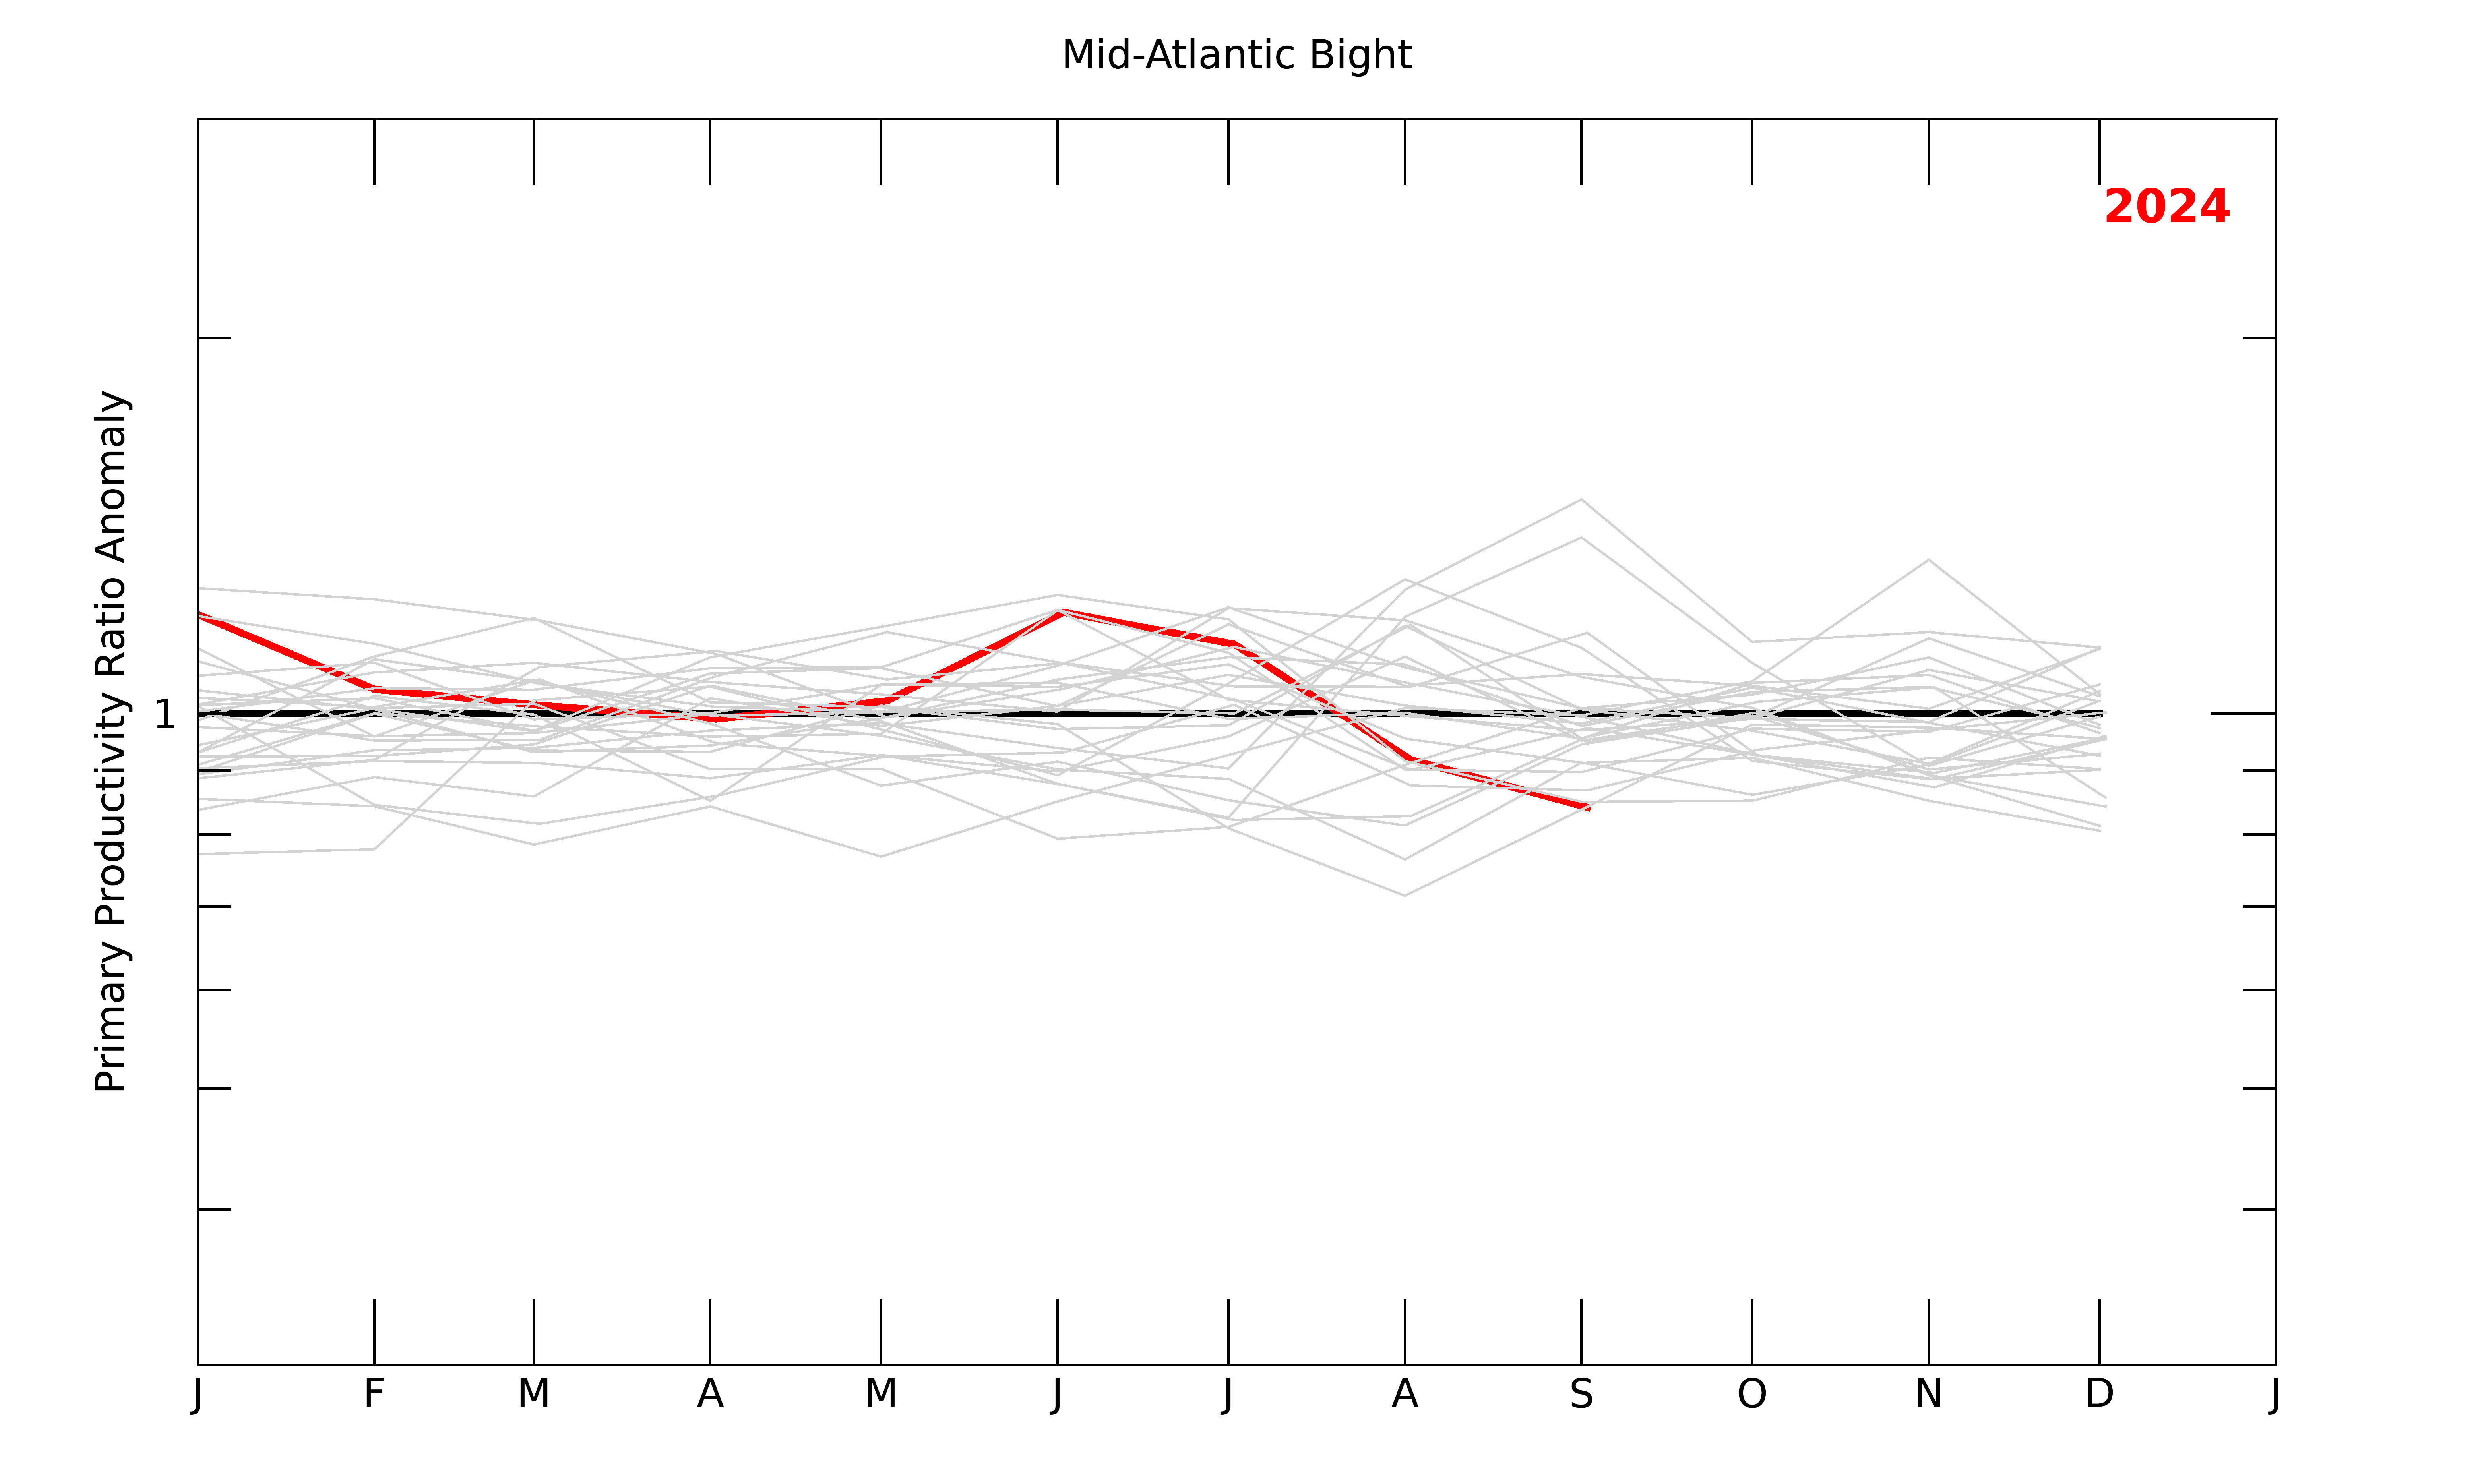 Mid-Atlantic Bight
2024
Primary Productivity Ratio Anomaly
1
J F M A M J J A S O N D J